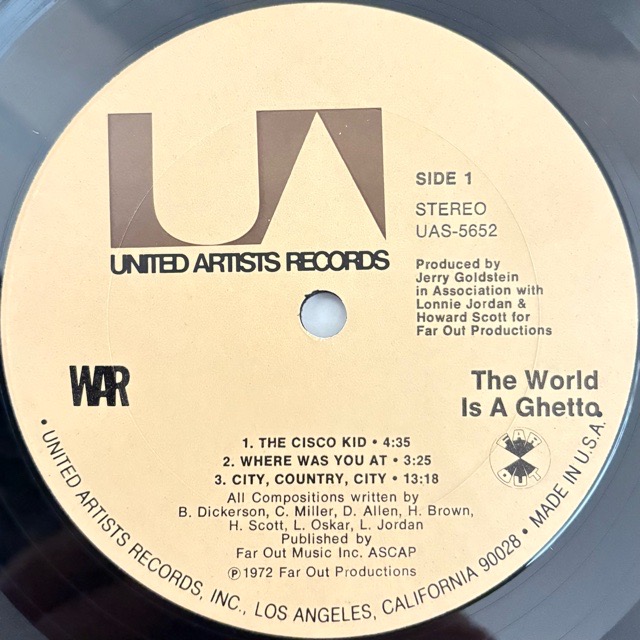 UA
UNITED ARTISTS RECORDS
SIDE 1
STEREO
UAS-5652
Produced by
Jerry Goldstein
in Association with
Lonnie Jordan &
Howard Scott for
Far Out Productions
WAR
The World
Is A Ghetto
FAR
OUT
1. THE CISCO KID • 4:35
2. WHERE WAS YOU AT • 3:25
3. CITY, COUNTRY, CITY • 13:18
All Compositions written by
B. Dickerson, C. Miller, D. Allen, H. Brown,
H. Scott, L. Oskar, L. Jordan
Published by
Far Out Music Inc. ASCAP
℗ 1972 Far Out Productions
• UNITED ARTISTS RECORDS, INC., LOS ANGELES, CALIFORNIA 90028 • MADE IN U.S.A. •